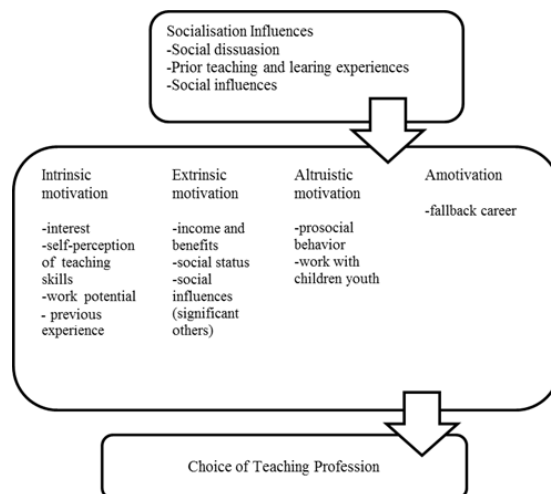 Socialisation Influences
-Social dissuasion
-Prior teaching and learing experiences
-Social influences
Intrinsic
motivation
-interest
-self-perception
of teaching
skills
-work potential
- previous
experience
Extrinsic
motivation
-income and
benefits
-social status
-social
influences
(significant
others)
Altruistic
motivation
-prosocial
behavior
-work with
children youth
Amotivation
-fallback career
Choice of Teaching Profession